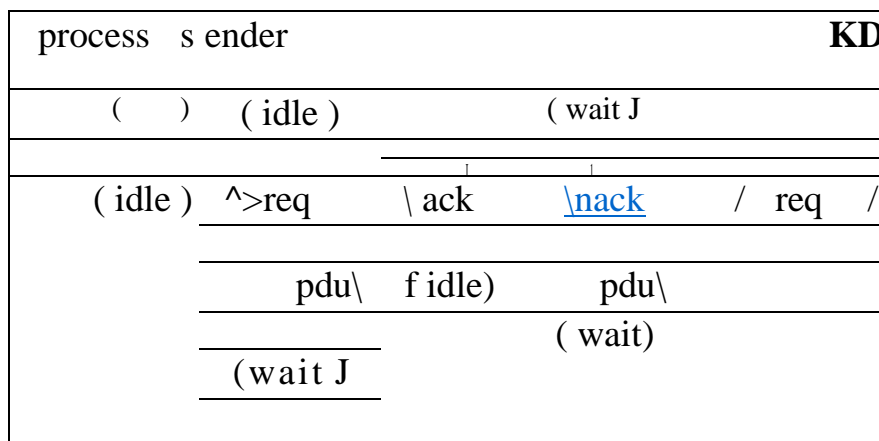 process s ender KD
( ) ( idle ) ( wait J
( idle ) ^>req \ ack \nack / req /
pdu\ f idle) pdu\
( wait)
(wait J